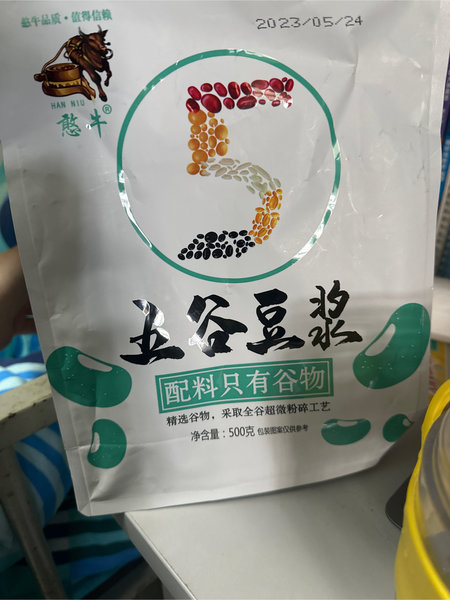 憨牛品质·值得信赖
2023/05/24
HAN NIU
憨牛®
5
五谷豆浆
配料只有谷物
精选谷物，采取全谷超微粉碎工艺
净含量：500克 包装图案仅供参考